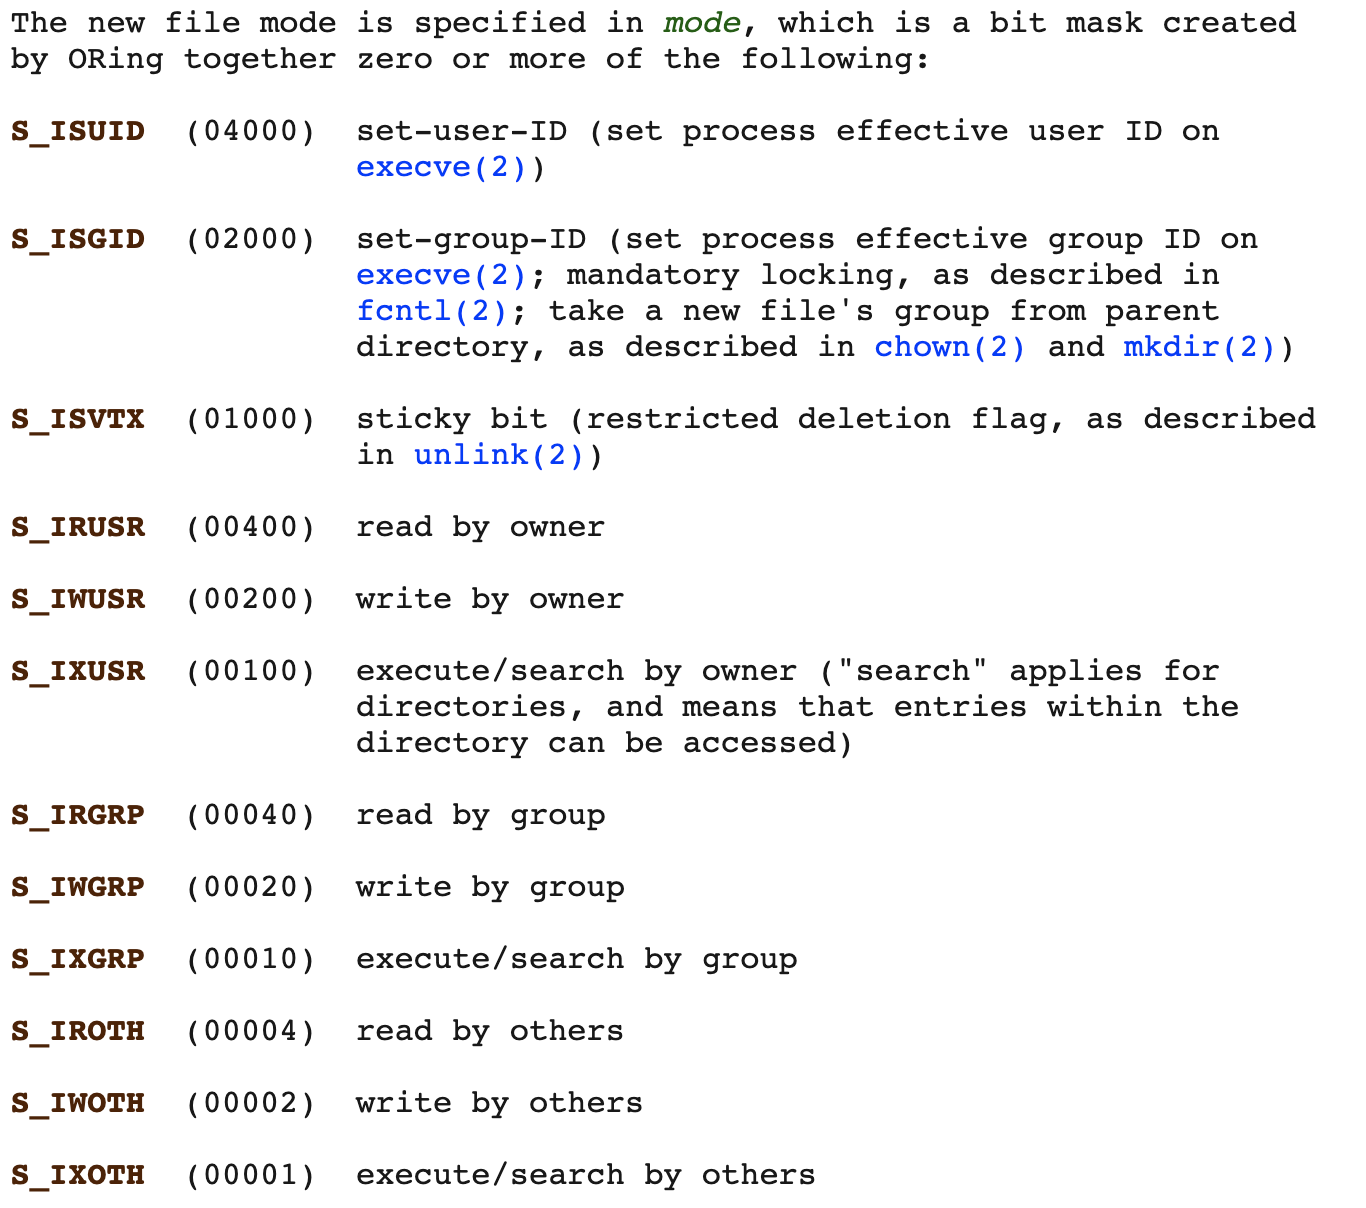 The new file mode is specified in mode, which is a bit mask created
by ORing together zero or more of the following:
S_ISUID (04000) set-user-ID (set process effective user ID on
execve(2))
S_ISGID (02000) set-group-ID (set process effective group ID on
execve(2); mandatory locking, as described in
fcntl(2); take a new file's group from parent
directory, as described in chown(2) and mkdir(2))
S_ISVTX (01000) sticky bit (restricted deletion flag, as described
in unlink(2))
S_IRUSR (00400) read by owner
S_IWUSR (00200) write by owner
S_IXUSR (00100) execute/search by owner ("search" applies for
directories, and means that entries within the
directory can be accessed)
S_IRGRP (00040) read by group
S_IWGRP (00020) write by group
S_IXGRP (00010) execute/search by group
S_IROTH (00004) read by others
S_IWOTH (00002) write by others
S_IXOTH (00001) execute/search by others